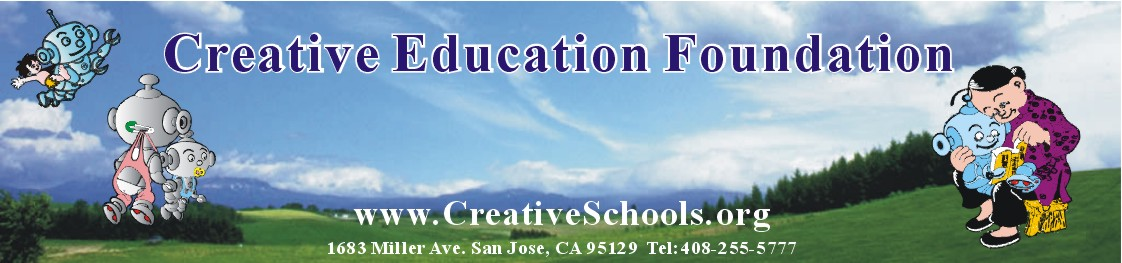 Creative Education Foundation
www.CreativeSchools.org
1683 Miller Ave. San Jose, CA 95129 Tel:408-255-5777